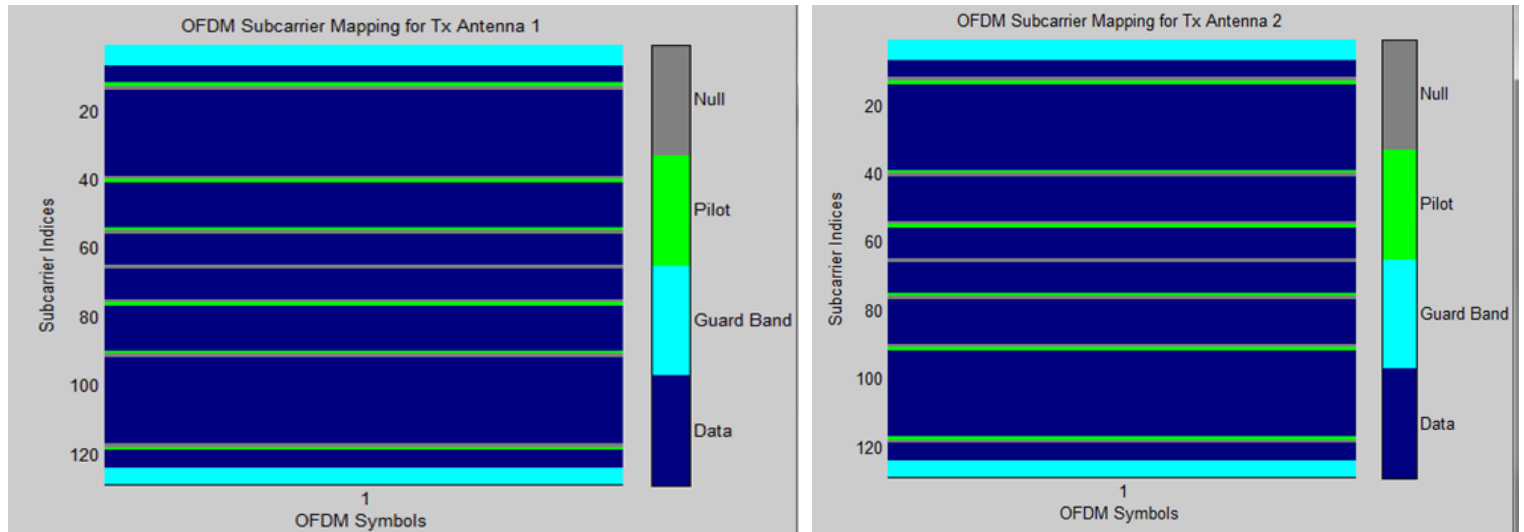 OFDM Subcarrier Mapping for Tx Antenna 1
Subcarrier Indices
20
40
60
80
100
120
1
OFDM Symbols
Null
Pilot
Guard Band
Data
OFDM Subcarrier Mapping for Tx Antenna 2
Subcarrier Indices
20
40
60
80
100
120
1
OFDM Symbols
Null
Pilot
Guard Band
Data